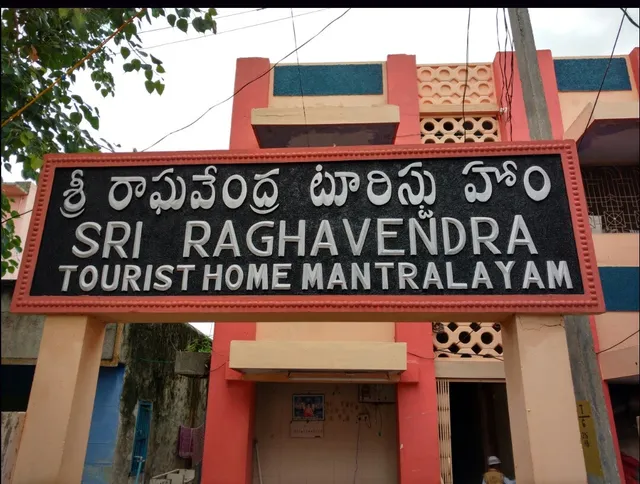 శ్రీ రాఘవేంద్ర టూరిస్టు హోం
SRI RAGHAVENDRA
TOURIST HOME MANTRALAYAM